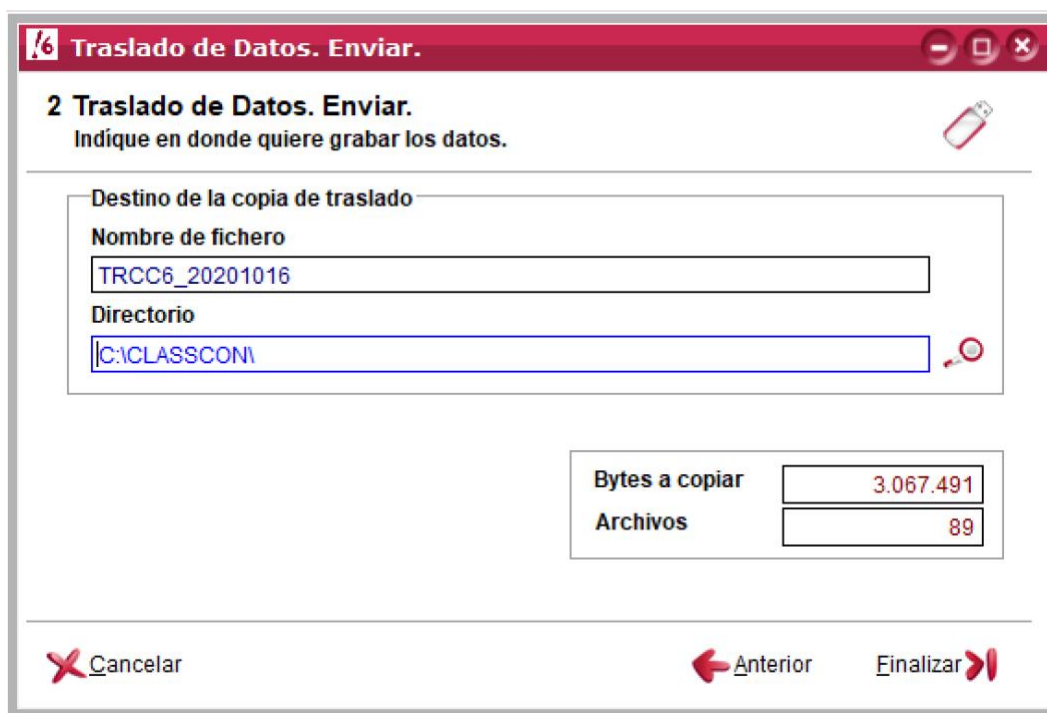 !6 Traslado de Datos. Enviar.
2 Traslado de Datos. Enviar.
Indíque en donde quiere grabar los datos.
Destino de la copia de traslado
Nombre de fichero
TRCC6_20201016
Directorio
C:\CLASSCON\
Bytes a copiar 3.067.491
Archivos 89
Cancelar Anterior Finalizar